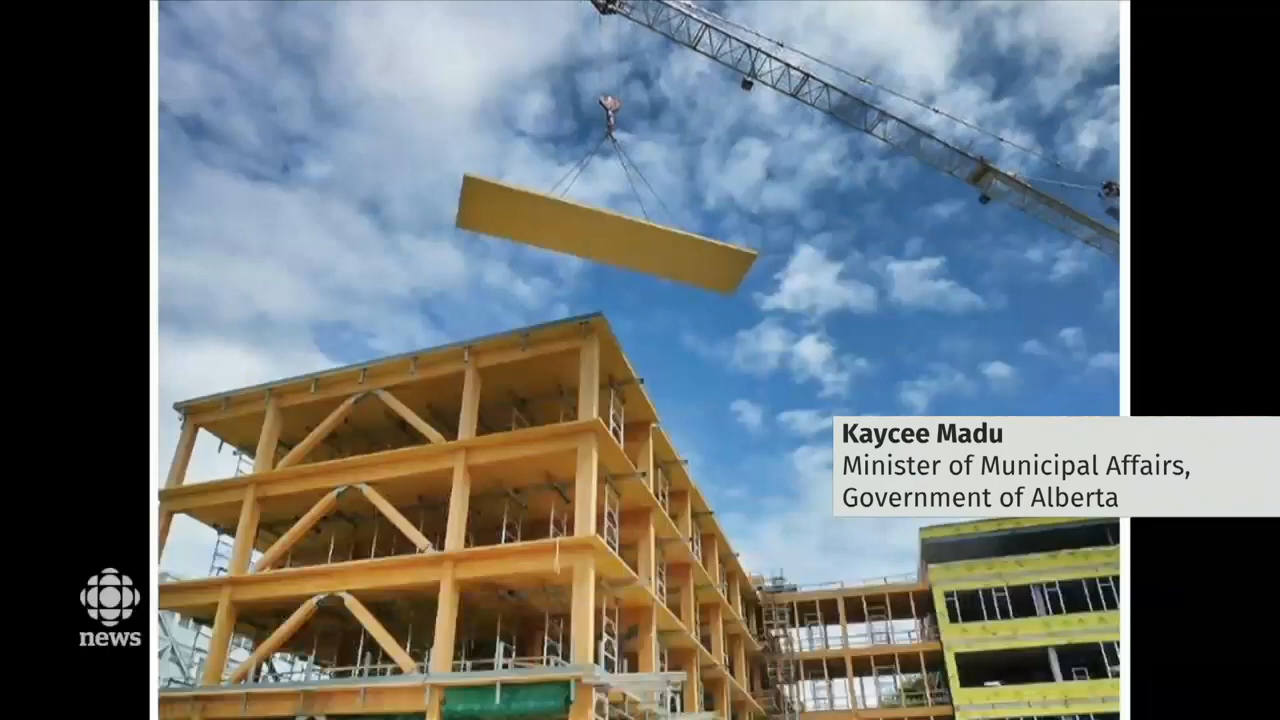 Kaycee Madu
Minister of Municipal Affairs,
Government of Alberta
news